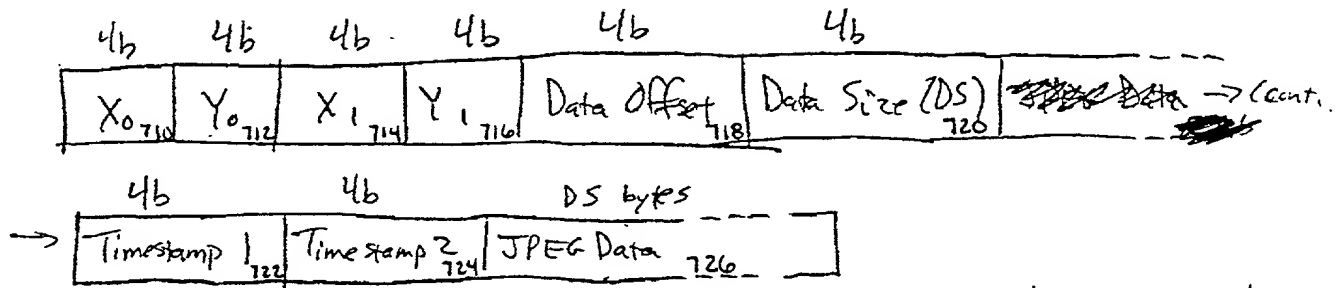 4b 4b 4b 4b 4b 4b
X0 710 Y0 712 X1 714 Y1 716 Data Offset 718 Data Size (DS) 720 Data → (cont.
4b 4b DS bytes
→ Timestamp 1 722 Timestamp 2 724 JPEG Data 726